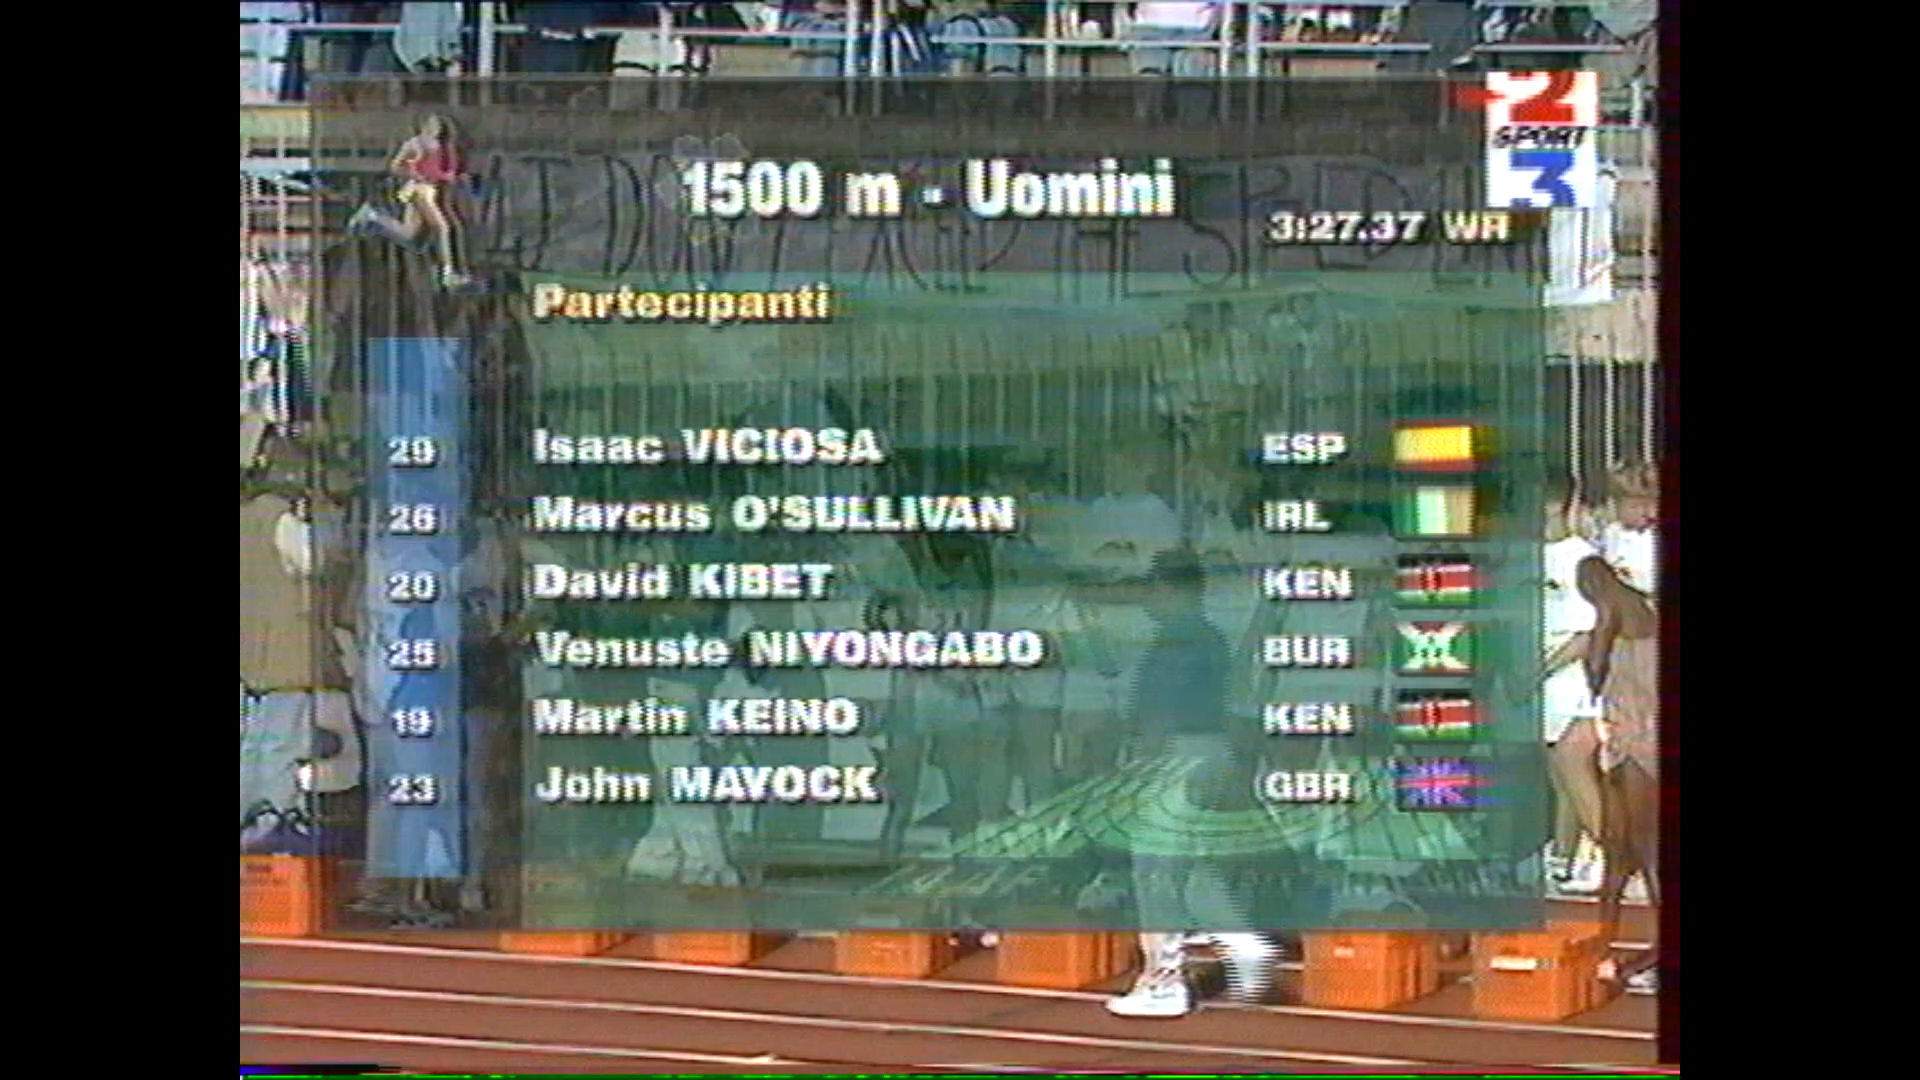 2
SPORT
3
1500 m - Uomini
3:27.37 WR
Partecipanti
29 Isaac VICIOSA ESP
26 Marcus O'SULLIVAN IRL
20 David KIBET KEN
25 Venuste NIYONGABO BUR
19 Martin KEINO KEN
23 John MAYOCK GBR